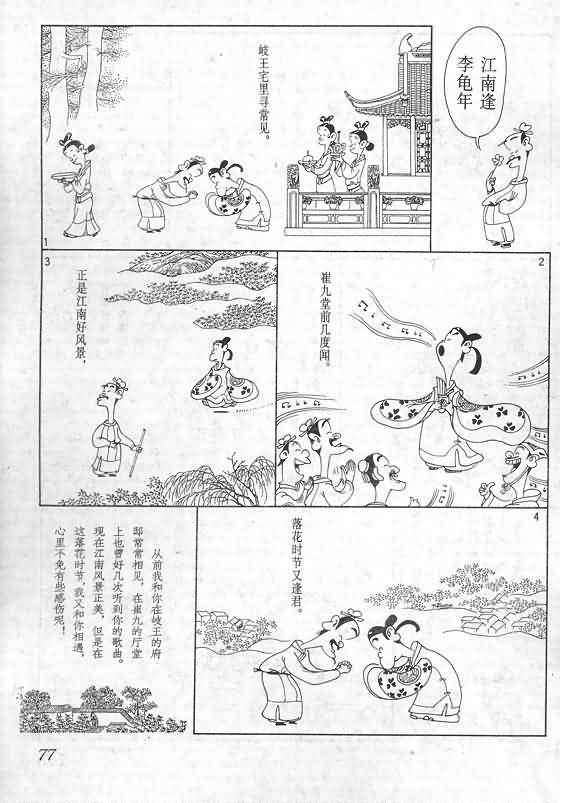 江南逢
李龟年
岐王宅里寻常见。
1
2
崔九堂前几度闻。
3
正是江南好风景，
4
落花时节又逢君。
从前我和你在岐王的府
邸常常相见，在崔九的厅堂
上也曾好几次听到你的歌曲。
现在江南风景正美，但是在
这落花时节，我又和你相遇，
心里不免有些感伤呢！
77